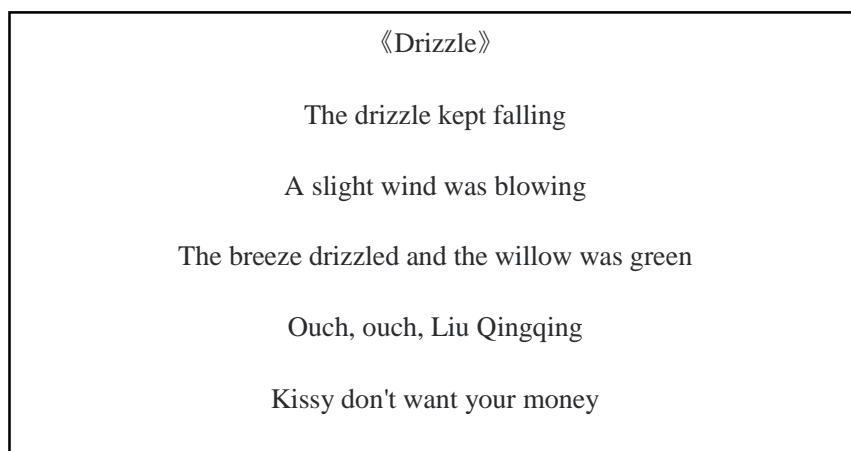 《Drizzle》
The drizzle kept falling
A slight wind was blowing
The breeze drizzled and the willow was green
Ouch, ouch, Liu Qingqing
Kissy don't want your money